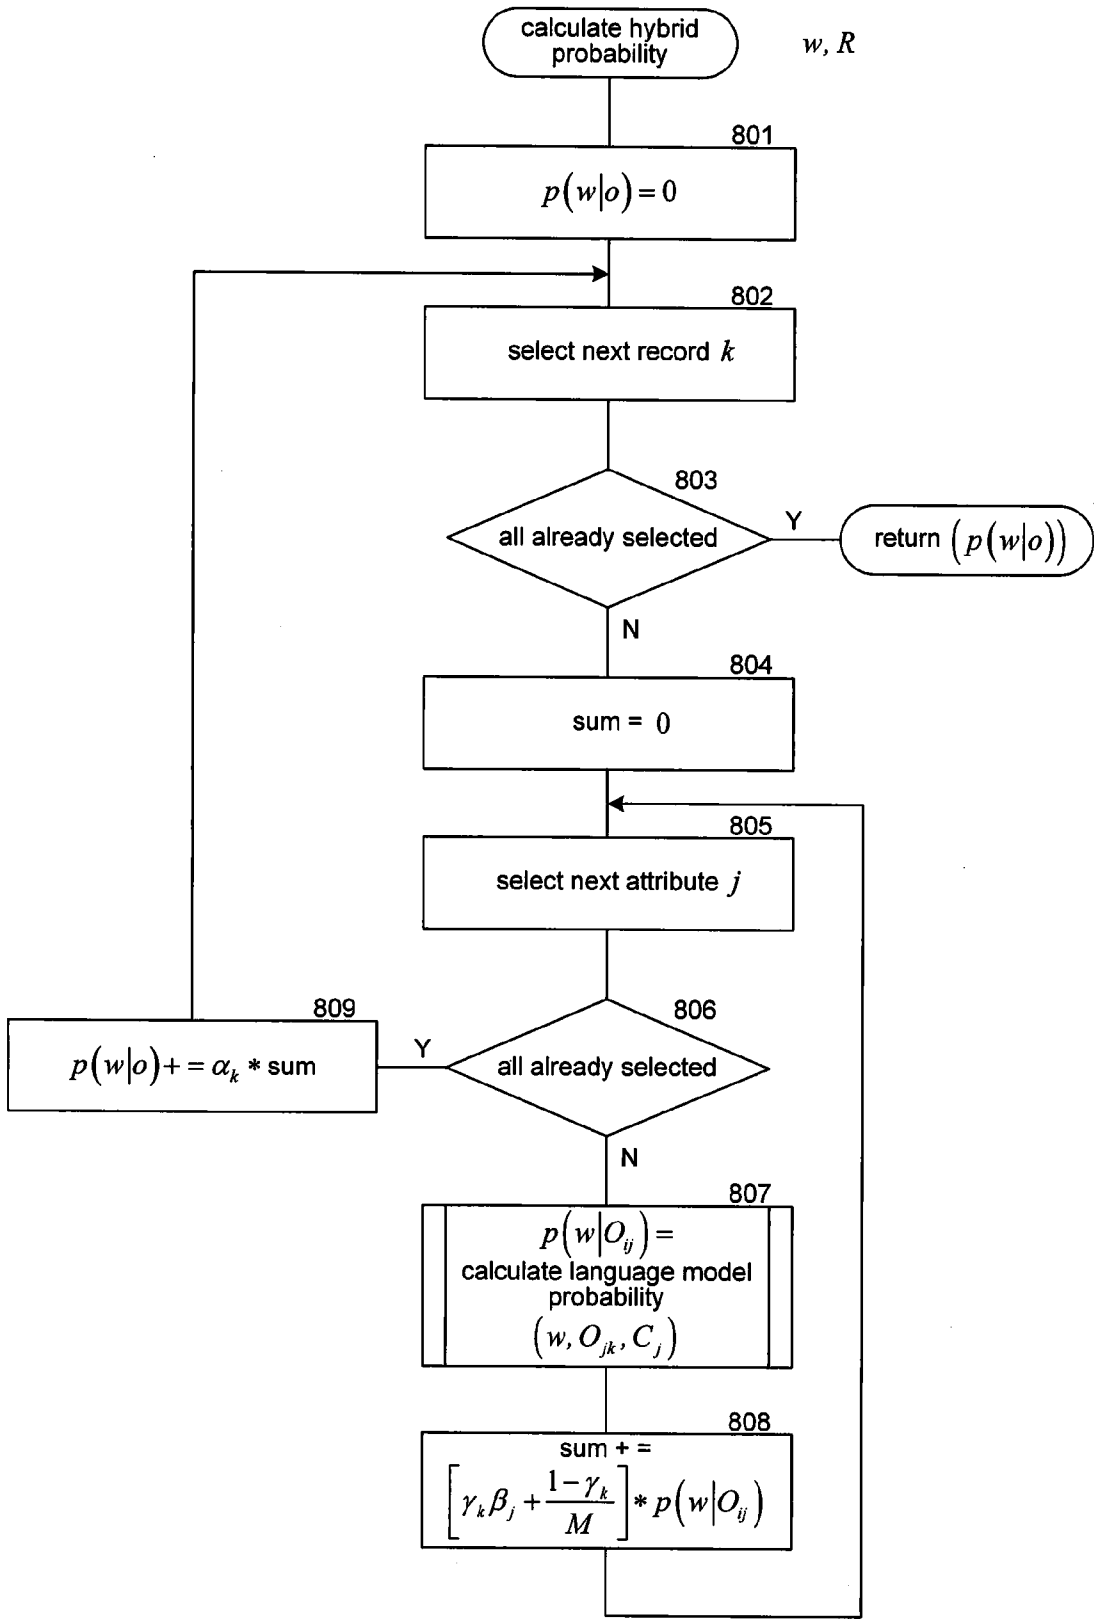 calculate hybrid
probability
w, R
801
p(w|o) = 0
802
select next record k
803
all already selected
Y
return (p(w|o))
N
804
sum = 0
805
select next attribute j
806
all already selected
Y
809
p(w|o) + = α_k * sum
N
807
p(w|O_ij) =
calculate language model
probability
(w, O_jk, C_j)
808
sum + =
[γ_k β_j + (1 − γ_k)/M] * p(w|O_ij)